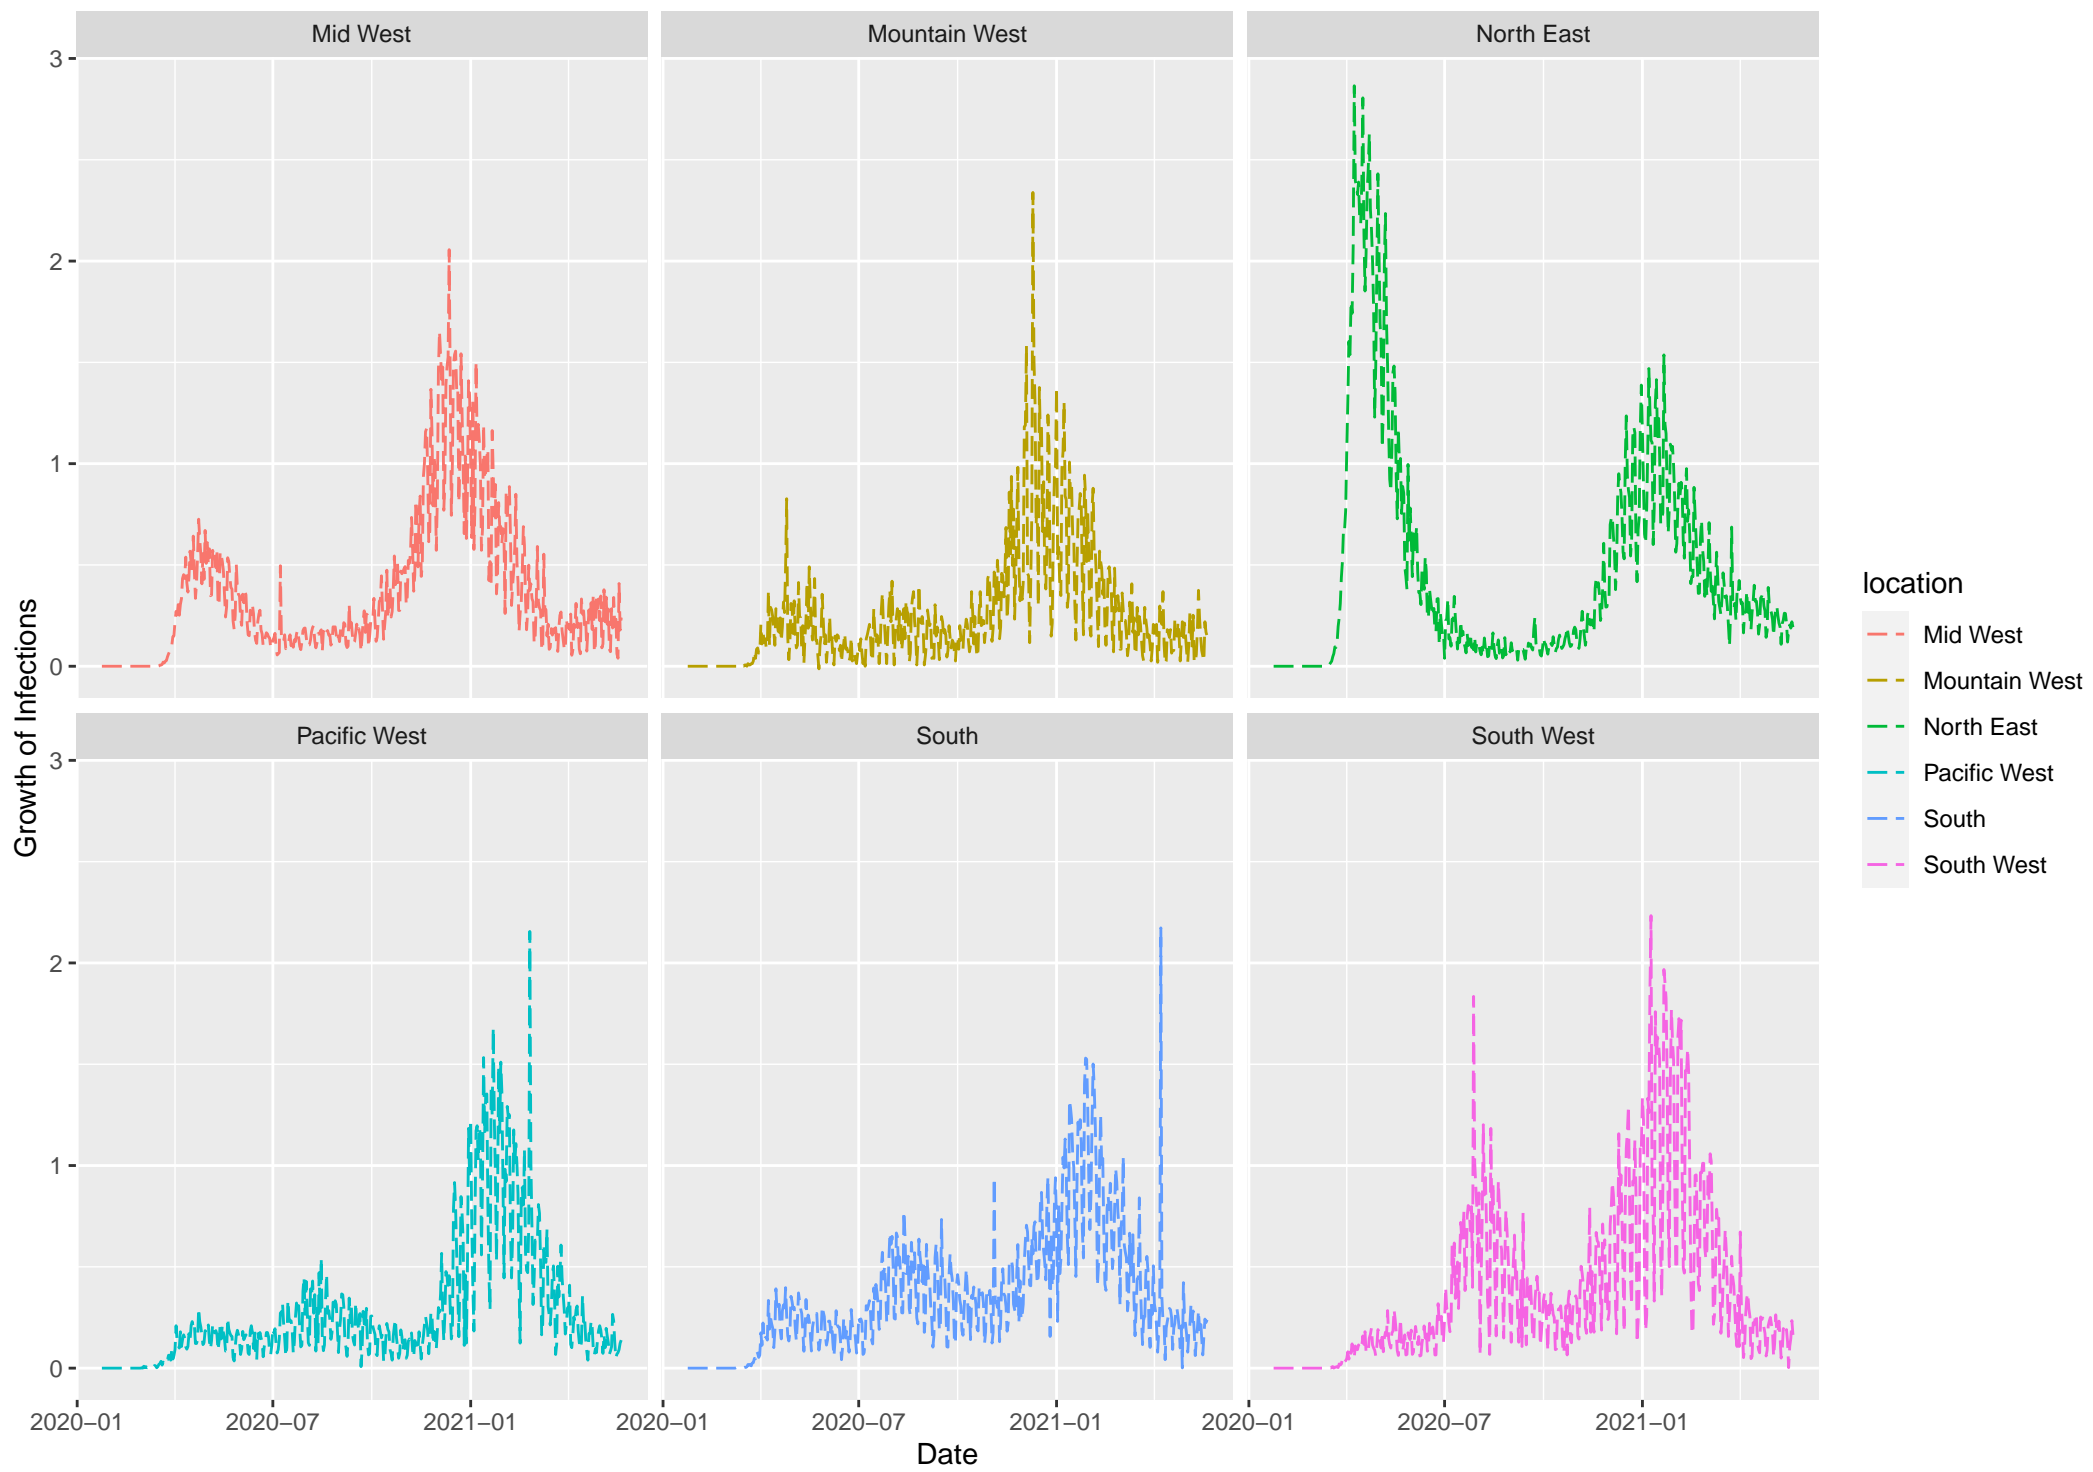 Mid West
Mountain West
North East
3
2
1
0
Pacific West
South
South West
3
2
1
0
2020−01
2020−07
2021−01
2020−01
2020−07
2021−01
2020−01
2020−07
2021−01
Date
Growth of Infections
location
Mid West
Mountain West
North East
Pacific West
South
South West